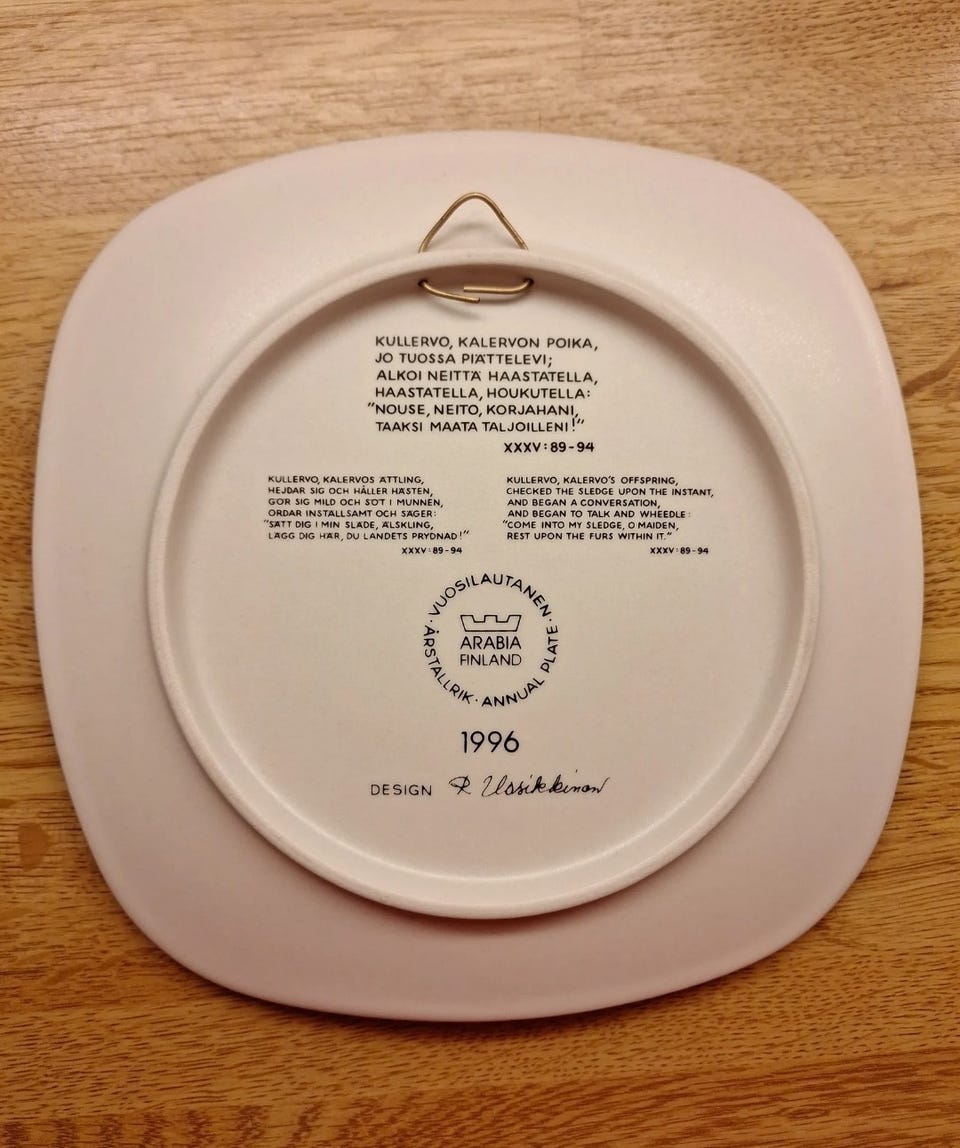 KULLERVO, KALERVON POIKA,
JO TUOSSA PIÄTTELEVI;
ALKOI NEITTÄ HAASTATELLA,
HAASTATELLA, HOUKUTELLA:
"NOUSE, NEITO, KORJAHANI,
TAAKSI MAATA TALJOILLENI!"
XXXV:89-94
KULLERVO, KALERVOS ÄTTLING,
HEJDAR SIG OCH HÅLLER HÄSTEN,
GÖR SIG MILD OCH SÖT I MUNNEN,
ORDAR INSTÄLLSAMT OCH SÄGER:
"SÄTT DIG I MIN SLÄDE, ÄLSKLING,
LÄGG DIG HÄR, DU LANDETS PRYDNAD!"
XXXV:89-94
KULLERVO, KALERVO'S OFFSPRING,
CHECKED THE SLEDGE UPON THE INSTANT,
AND BEGAN A CONVERSATION,
AND BEGAN TO TALK AND WHEEDLE:
"COME INTO MY SLEDGE, O MAIDEN,
REST UPON THE FURS WITHIN IT."
XXXV:89-94
· VUOSILAUTANEN · ANNUAL PLATE · ÅRSTALLRIK
ARABIA
FINLAND
1996
DESIGN R Uosikkinen